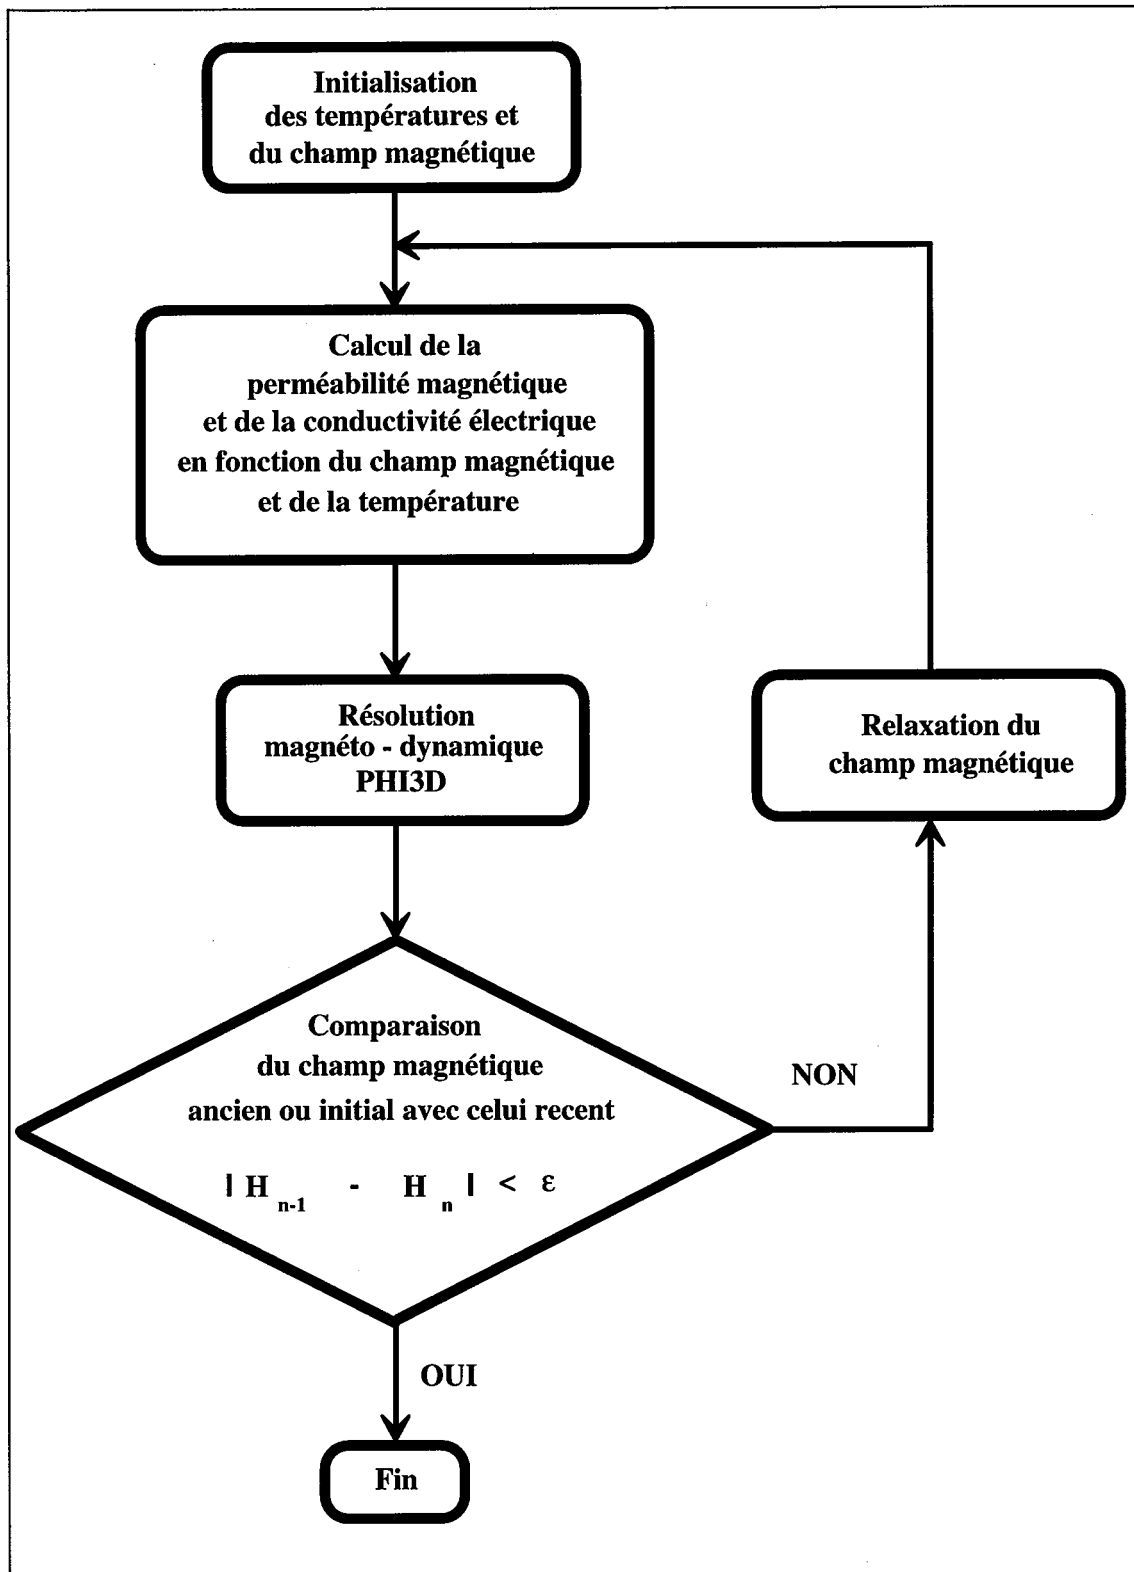 Initialisation
des températures et
du champ magnétique
Calcul de la
perméabilité magnétique
et de la conductivité électrique
en fonction du champ magnétique
et de la température
Résolution
magnéto - dynamique
PHI3D
Relaxation du
champ magnétique
Comparaison
du champ magnétique
ancien ou initial avec celui recent
| H n-1 - H n | < ε
NON
OUI
Fin